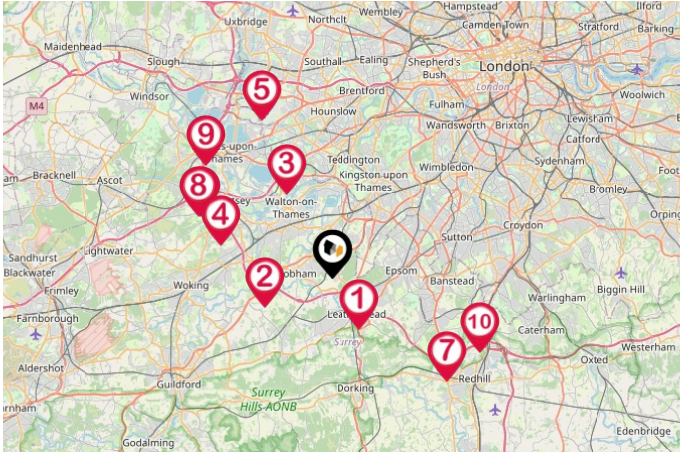 Wembley
Hampstead
Ilford
Uxbridge
Northolt
Camden Town
Stratford
Barking
Maidenhead
Slough
Southall
Ealing
Shepherd's
Bush
London
London
5
Brentford
Woolwich
M4
Windsor
Hounslow
Fulham
Lewisham
Wandsworth
Brixton
Catford
9
Teddington
3
Wimbledon
Sydenham
Bracknell
Ascot
Kingston upon
Thames
Bromley
8
Walton-on-
Thames
4
Croydon
Sutton
Lightwater
Sandhurst
Blackwater
2
Epsom
Banstead
Biggin Hill
Frimley
Woking
1
Warlingham
Farnborough
10
Caterham
Surrey
7
Westerham
Oxted
Aldershot
Guildford
Dorking
Redhill
Surrey
Hills AONB
Edenbridge
Godalming